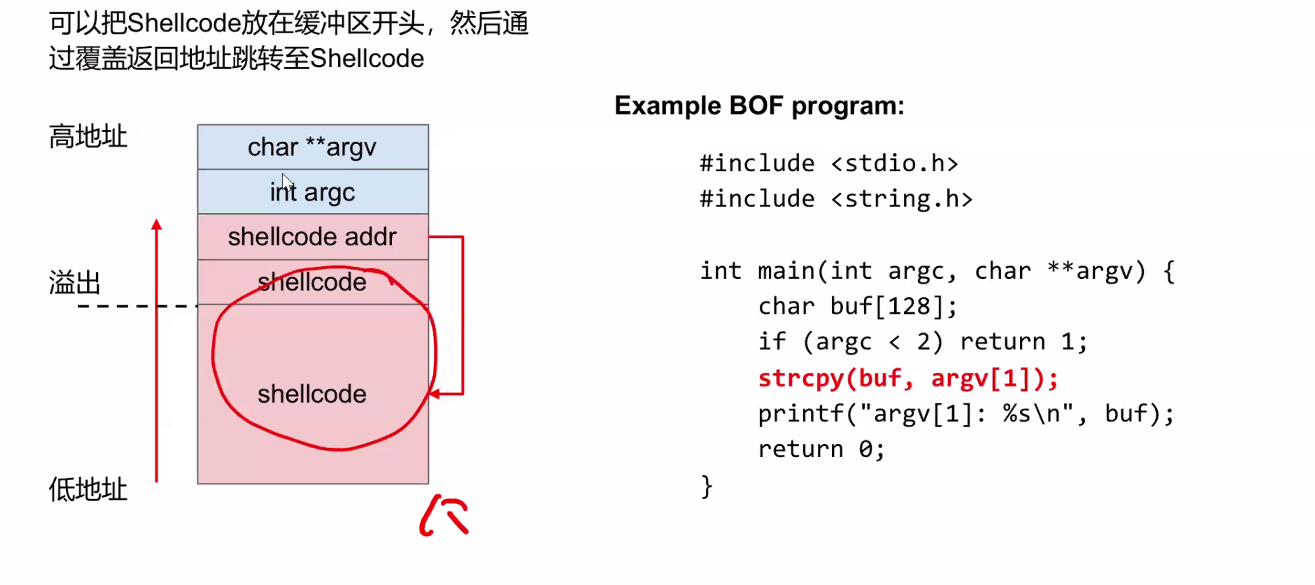 可以把Shellcode放在缓冲区开头，然后通
过覆盖返回地址跳转至Shellcode
高地址
char **argv
int argc
shellcode addr
溢出
shellcode
shellcode
低地址
Example BOF program:
#include <stdio.h>
#include <string.h>
int main(int argc, char **argv) {
char buf[128];
if (argc < 2) return 1;
strcpy(buf, argv[1]);
printf("argv[1]: %s\n", buf);
return 0;
}